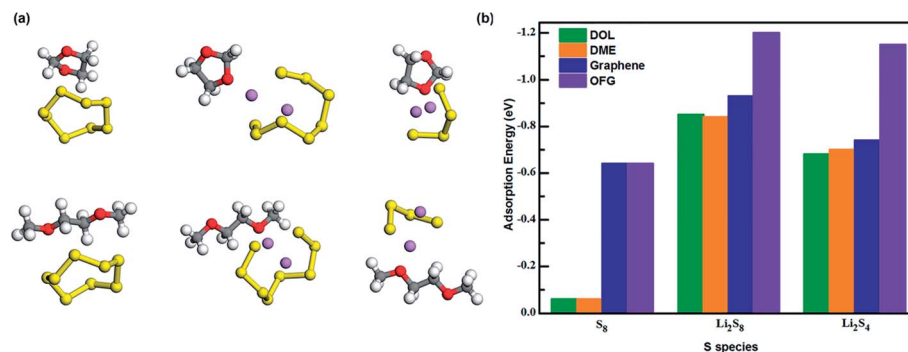 (a)
(b)
DOL
DME
Graphene
OFG
Adsorption Energy (eV)
-1.2
-1.0
-0.8
-0.6
-0.4
-0.2
0.0
S8
Li2S8
Li2S4
S species